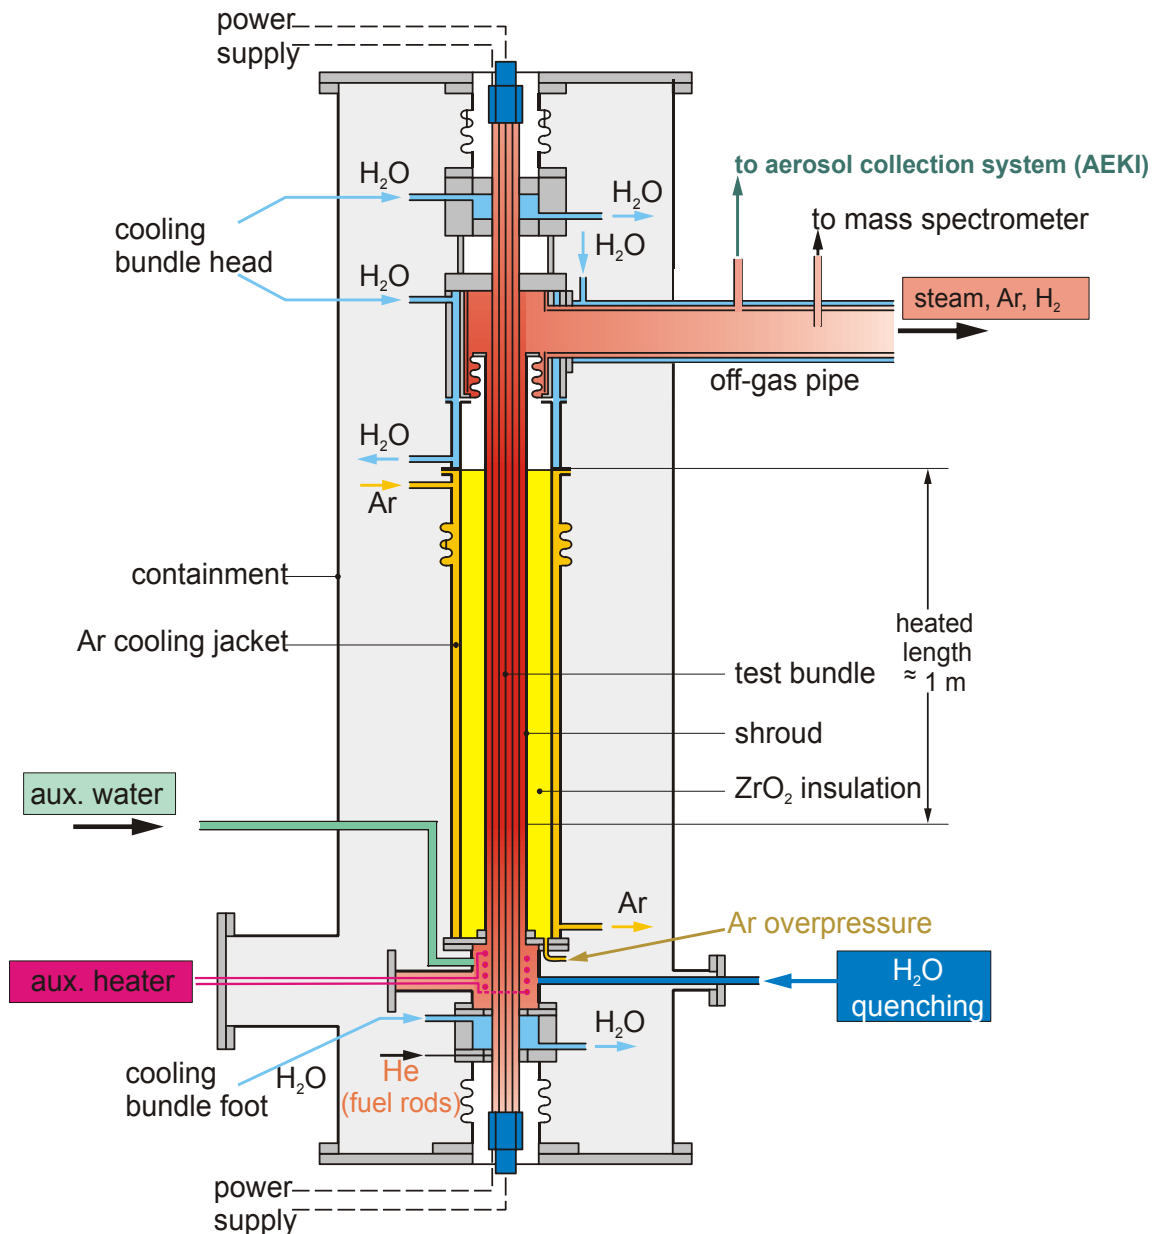 power
supply
H₂O
H₂O
to aerosol collection system (AEKI)
to mass spectrometer
cooling
bundle head
H₂O
H₂O
steam, Ar, H₂
off-gas pipe
H₂O
Ar
containment
Ar cooling jacket
heated
length
≈ 1 m
test bundle
shroud
ZrO₂ insulation
aux. water
Ar
Ar overpressure
aux. heater
H₂O
quenching
H₂O
cooling
bundle foot
H₂O
He
(fuel rods)
power
supply